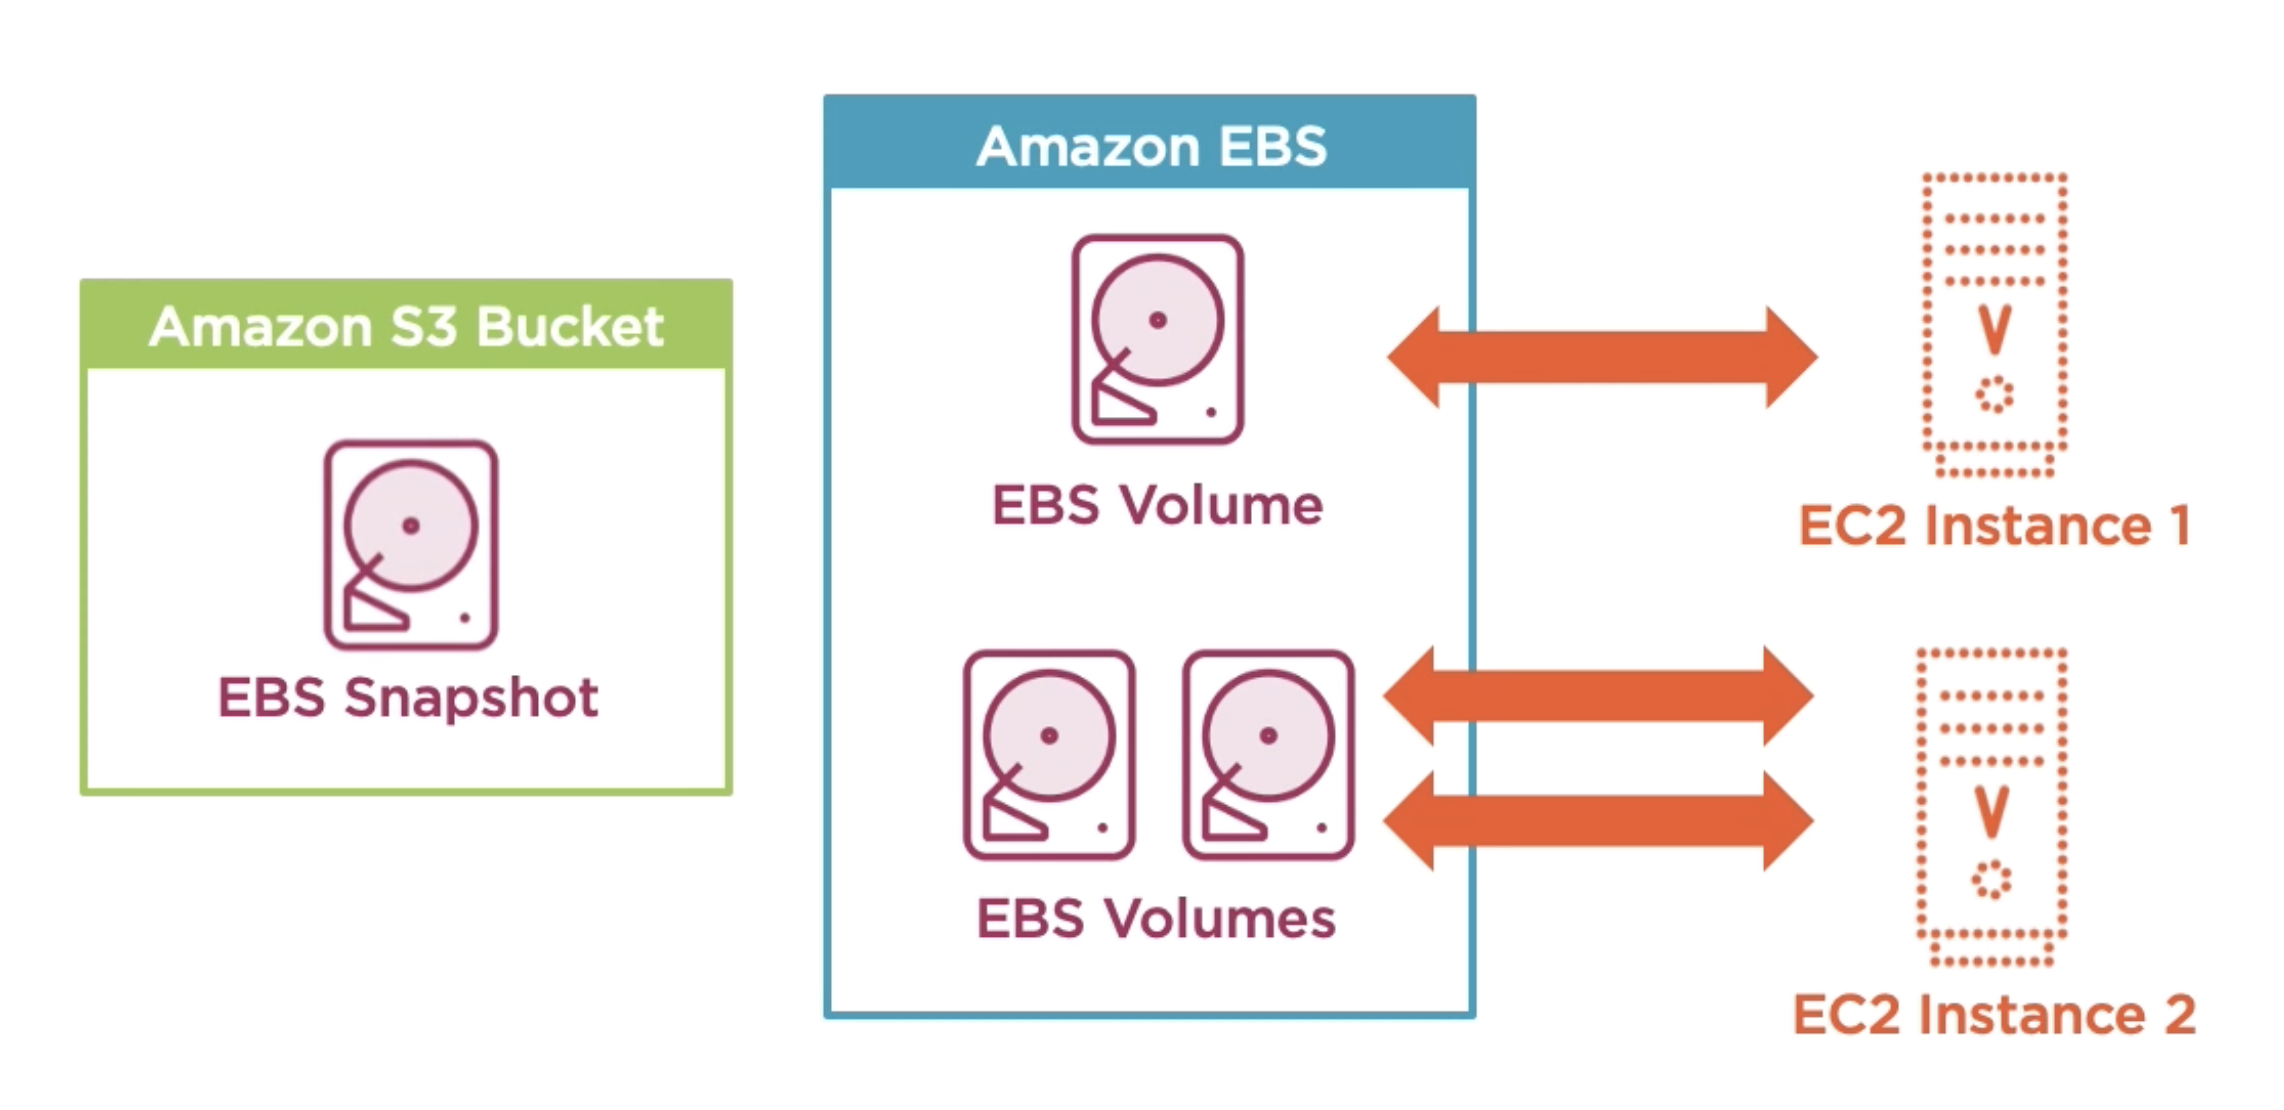 Amazon S3 Bucket
EBS Snapshot
Amazon EBS
EBS Volume
EBS Volumes
EC2 Instance 1
EC2 Instance 2